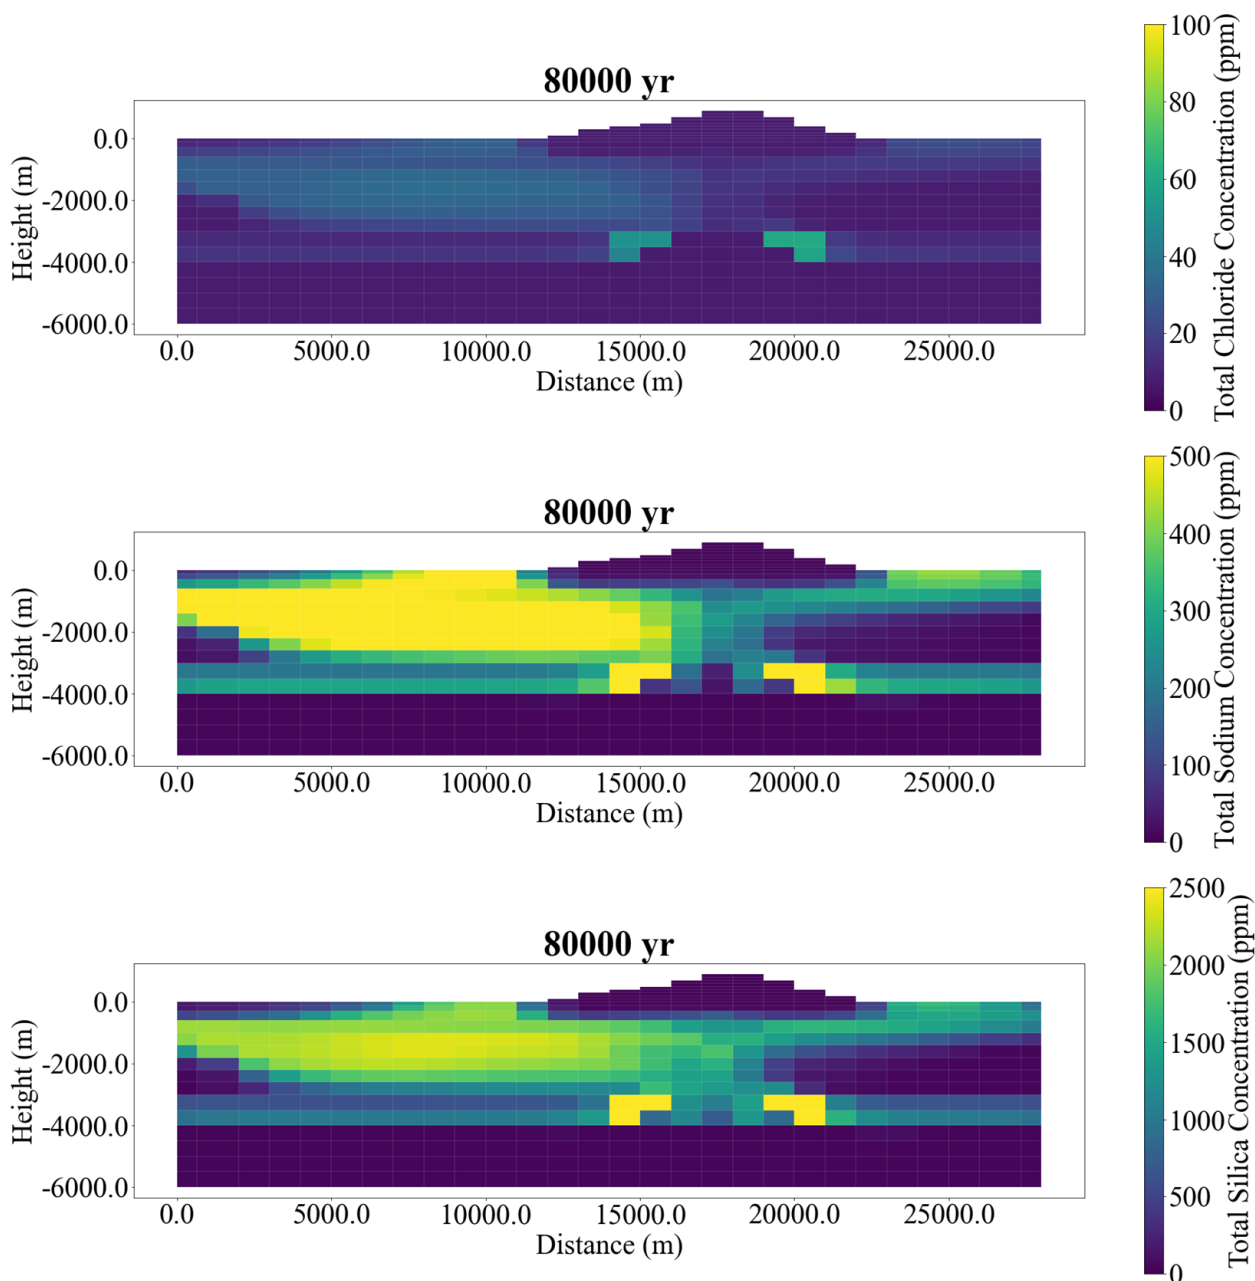 80000 yr
Height (m)
0.0
-2000.0
-4000.0
-6000.0
0.0 5000.0 10000.0 15000.0 20000.0 25000.0
Distance (m)
100
80
60
40
20
0
Total Chloride Concentration (ppm)
80000 yr
Height (m)
0.0
-2000.0
-4000.0
-6000.0
0.0 5000.0 10000.0 15000.0 20000.0 25000.0
Distance (m)
500
400
300
200
100
0
Total Sodium Concentration (ppm)
80000 yr
Height (m)
0.0
-2000.0
-4000.0
-6000.0
0.0 5000.0 10000.0 15000.0 20000.0 25000.0
Distance (m)
2500
2000
1500
1000
500
0
Total Silica Concentration (ppm)